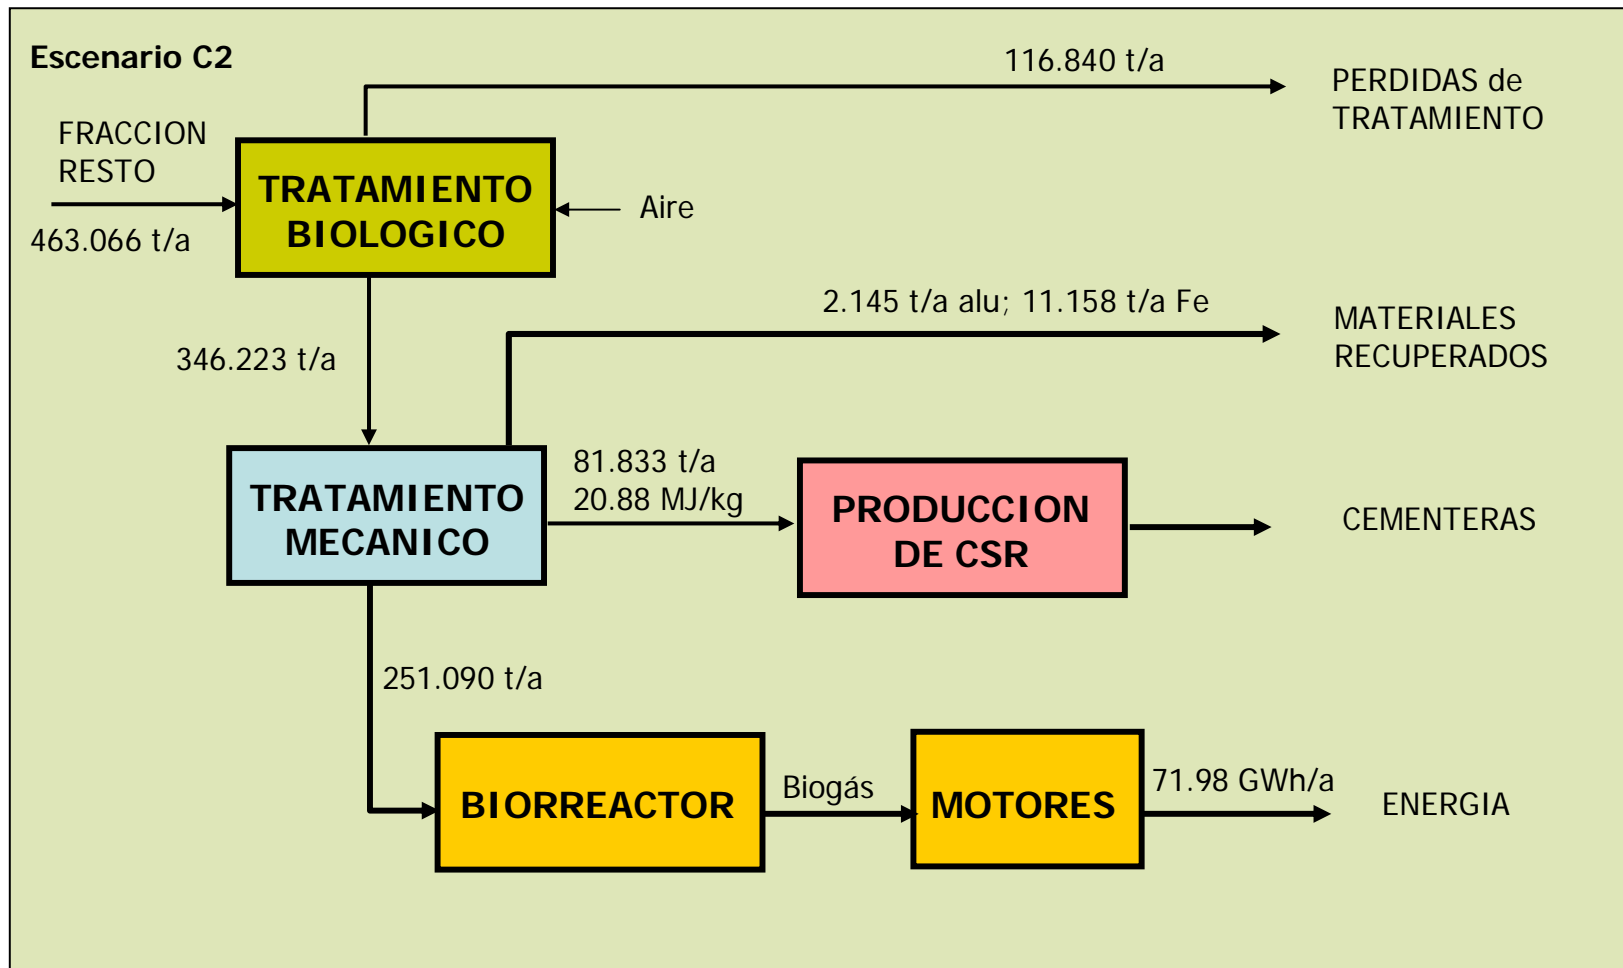 Escenario C2
116.840 t/a
PERDIDAS de
TRATAMIENTO
FRACCION
RESTO
463.066 t/a
TRATAMIENTO
BIOLOGICO
Aire
2.145 t/a alu; 11.158 t/a Fe
MATERIALES
RECUPERADOS
346.223 t/a
TRATAMIENTO
MECANICO
81.833 t/a
20.88 MJ/kg
PRODUCCION
DE CSR
CEMENTERAS
251.090 t/a
BIORREACTOR
Biogás
MOTORES
71.98 GWh/a
ENERGIA